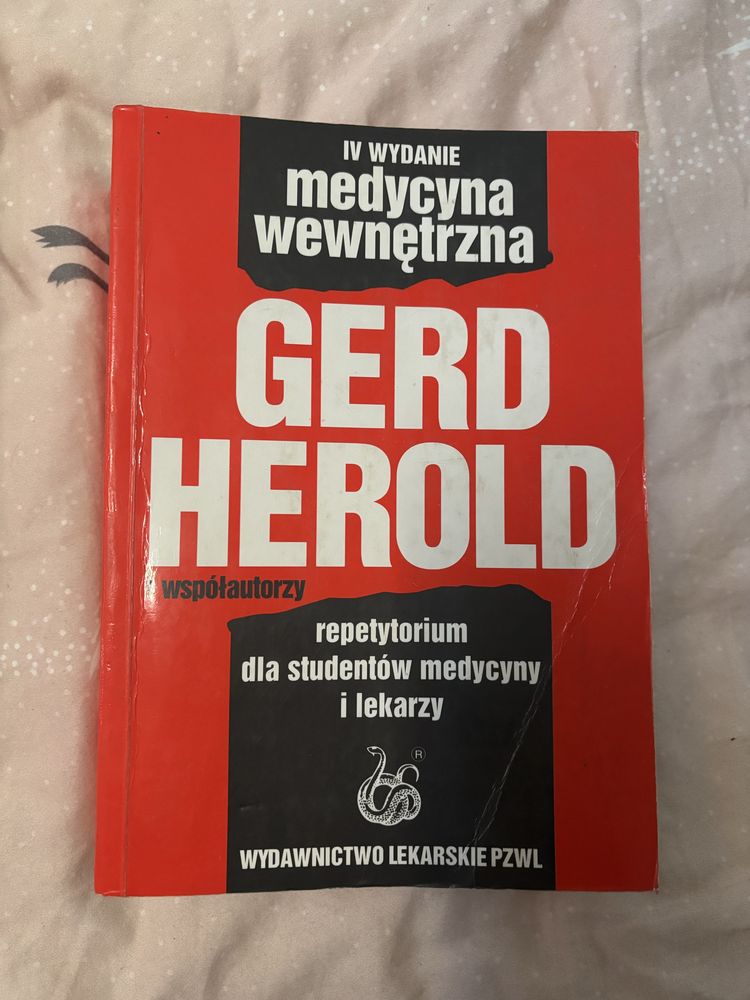 IV WYDANIE
medycyna
wewnętrzna
GERD
HEROLD
współautorzy
repetytorium
dla studentów medycyny
i lekarzy
®
WYDAWNICTWO LEKARSKIE PZWL